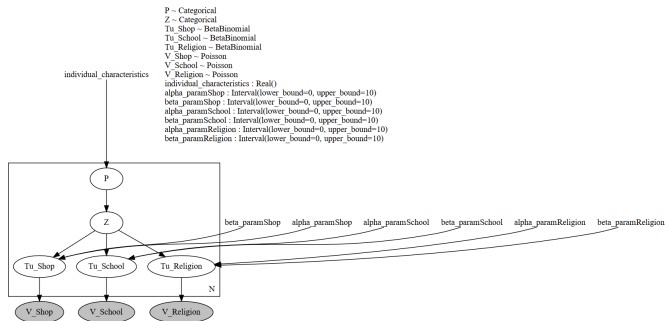 P ~ Categorical
Z ~ Categorical
Tu_Shop ~ BetaBinomial
Tu_School ~ BetaBinomial
Tu_Religion ~ BetaBinomial
V_Shop ~ Poisson
V_School ~ Poisson
V_Religion ~ Poisson
individual_characteristics : Real()
alpha_paramShop : Interval(lower_bound=0, upper_bound=10)
beta_paramShop : Interval(lower_bound=0, upper_bound=10)
alpha_paramSchool : Interval(lower_bound=0, upper_bound=10)
beta_paramSchool : Interval(lower_bound=0, upper_bound=10)
alpha_paramReligion : Interval(lower_bound=0, upper_bound=10)
beta_paramReligion : Interval(lower_bound=0, upper_bound=10)
individual_characteristics
P
Z
beta_paramShop
alpha_paramShop
alpha_paramSchool
beta_paramSchool
alpha_paramReligion
beta_paramReligion
Tu_Shop
Tu_School
Tu_Religion
N
V_Shop
V_School
V_Religion